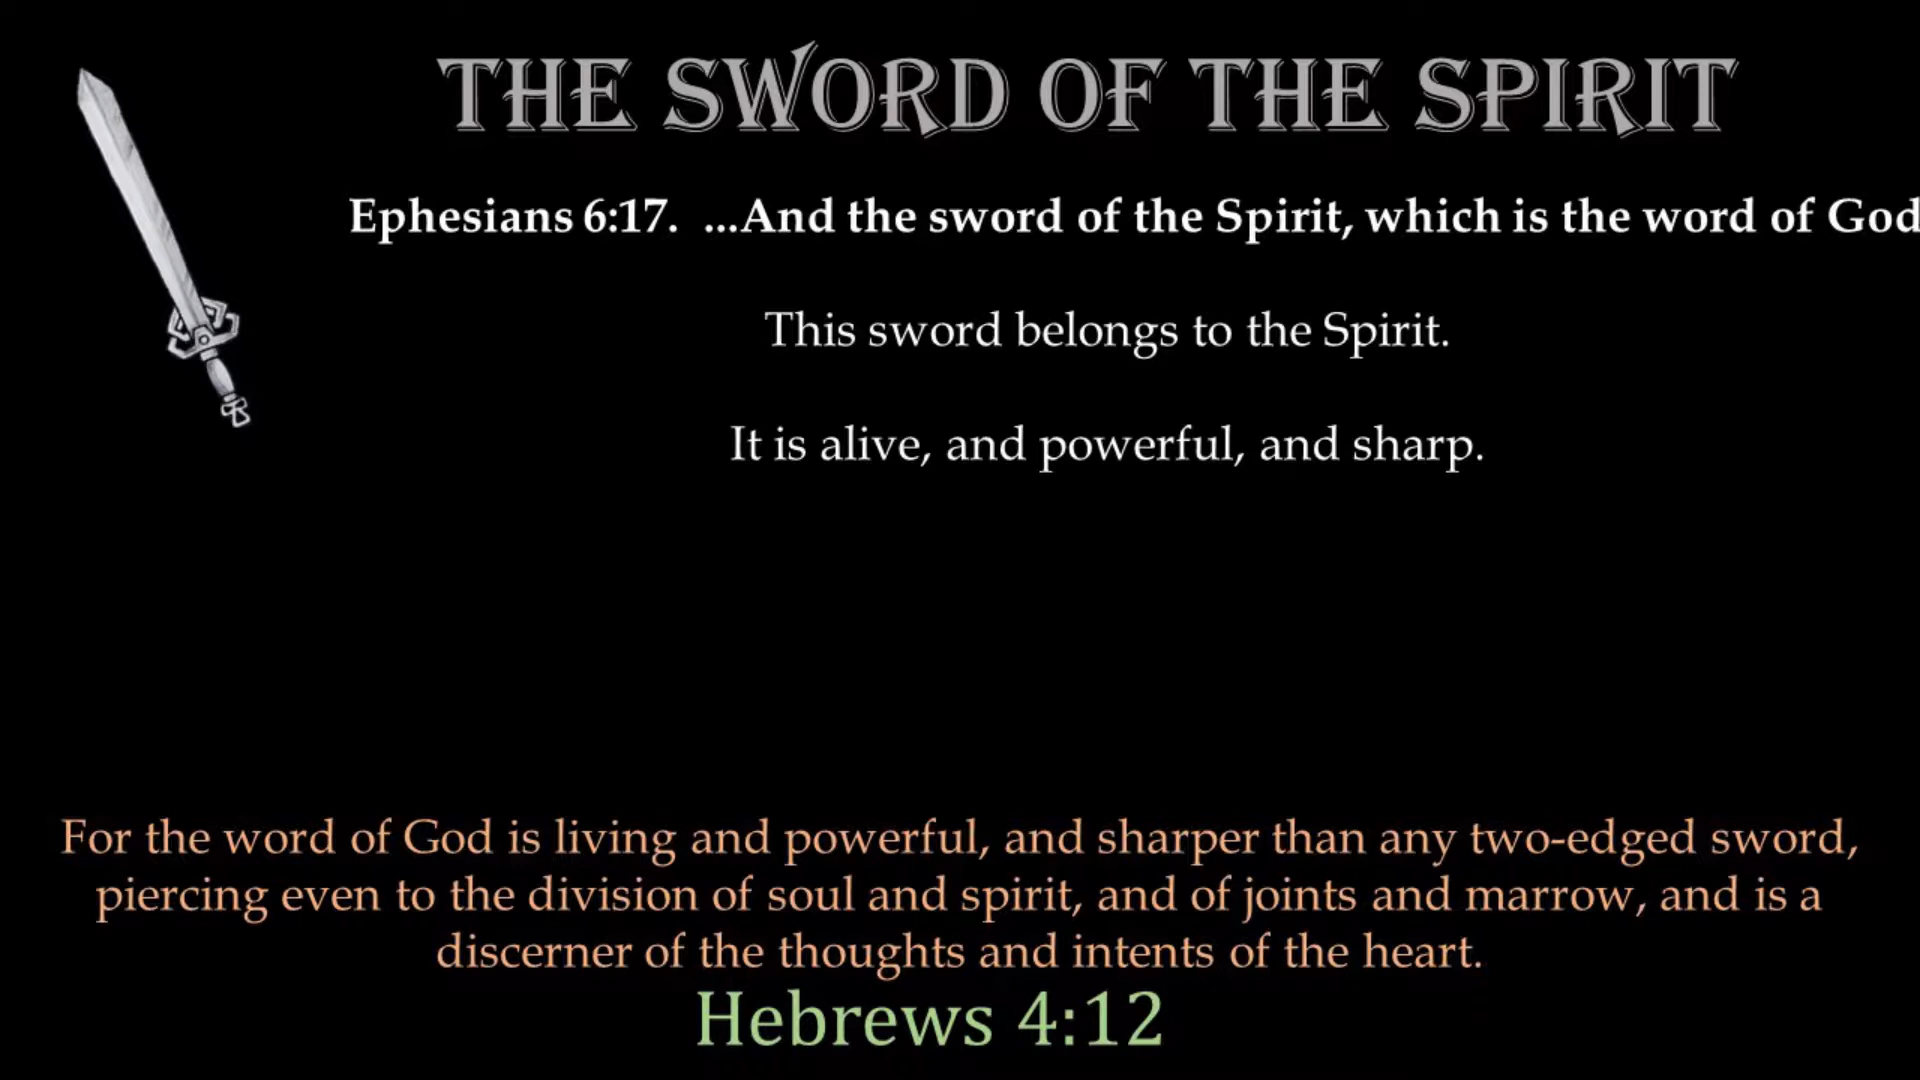 THE SWORD OF THE SPIRIT
Ephesians 6:17.  ...And the sword of the Spirit, which is the word of God
This sword belongs to the Spirit.
It is alive, and powerful, and sharp.
For the word of God is living and powerful, and sharper than any two-edged sword,
piercing even to the division of soul and spirit, and of joints and marrow, and is a
discerner of the thoughts and intents of the heart.
Hebrews 4:12